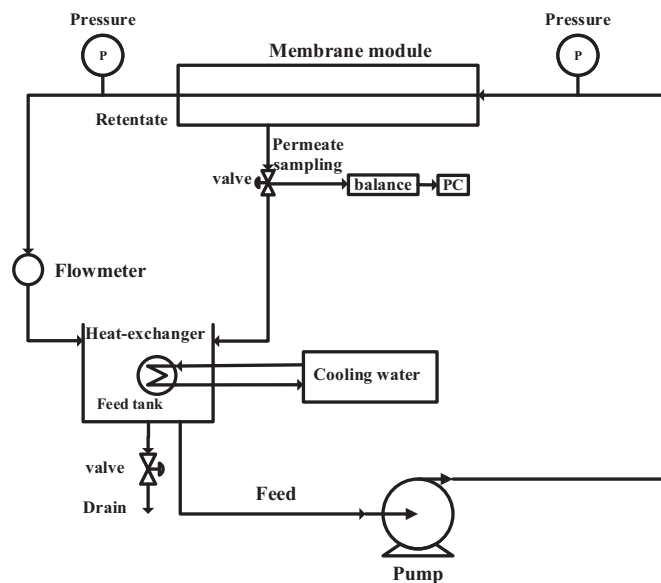 Pressure
Pressure
P
P
Membrane module
Retentate
Permeate
sampling
valve
balance
PC
Flowmeter
Heat-exchanger
Cooling water
Feed tank
valve
Feed
Drain
Pump